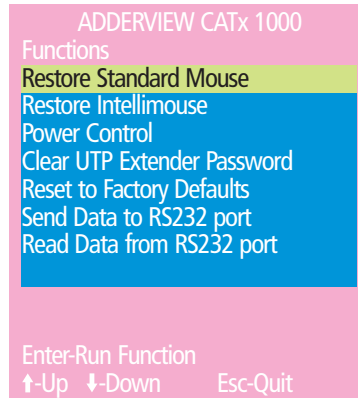 ADDERVIEW CATx 1000
Functions
Restore Standard Mouse
Restore Intellimouse
Power Control
Clear UTP Extender Password
Reset to Factory Defaults
Send Data to RS232 port
Read Data from RS232 port
Enter-Run Function
↑-Up ↓-Down Esc-Quit